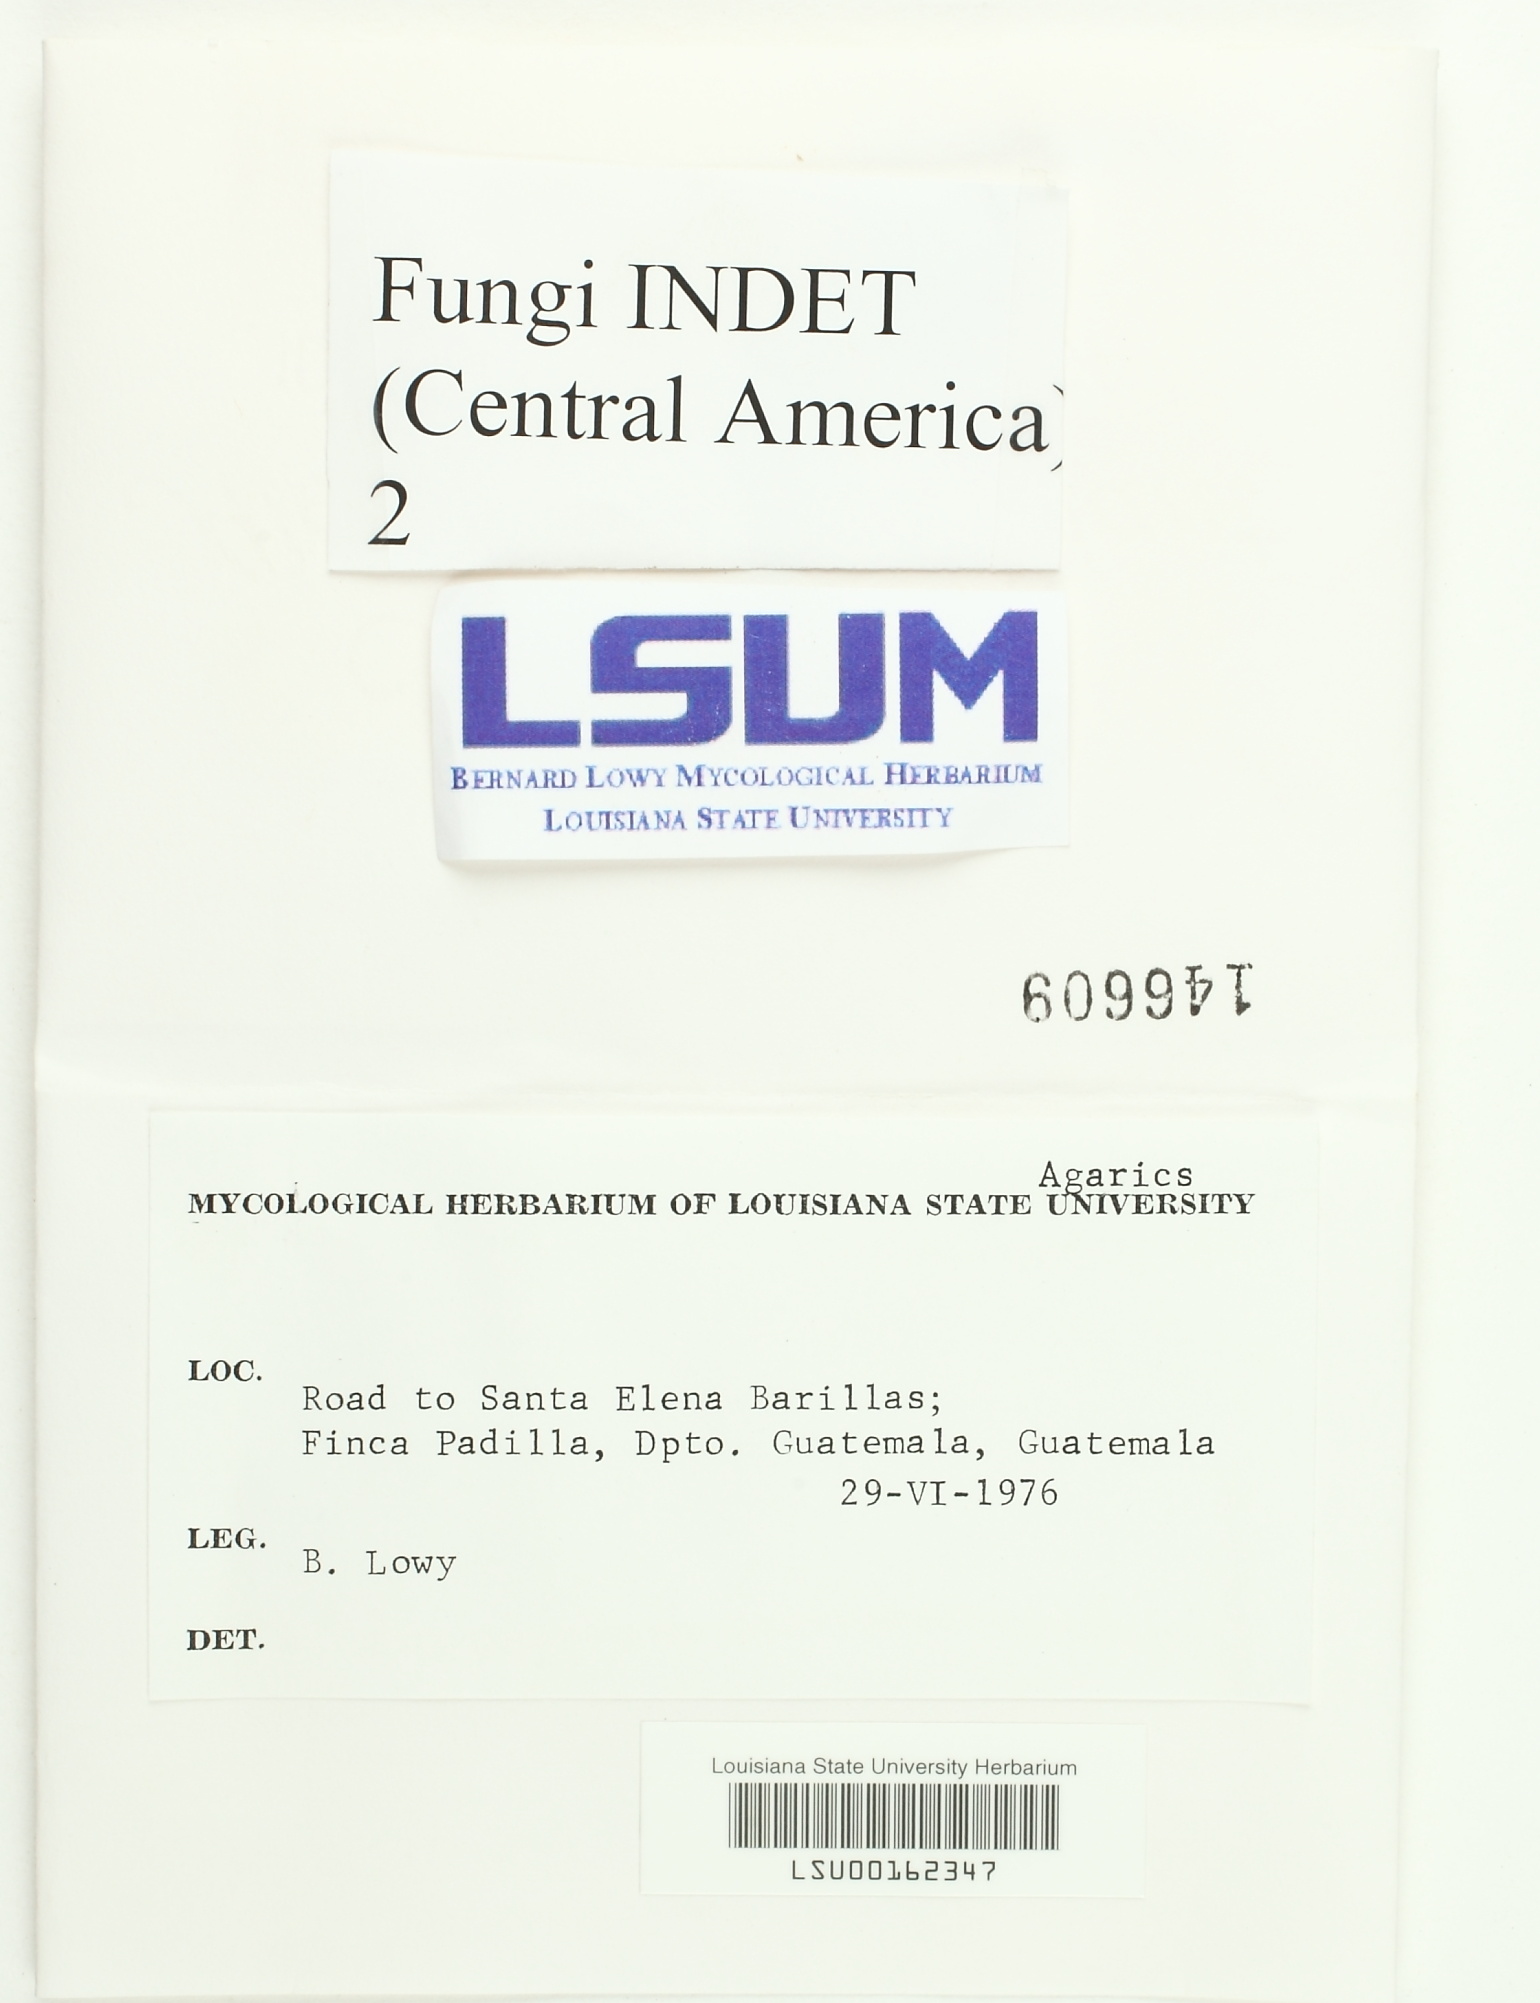 Fungi INDET
(Central America)
2
LSUM
BERNARD LOWY MYCOLOGICAL HERBARIUM
LOUISIANA STATE UNIVERSITY
146609
Agarics
MYCOLOGICAL HERBARIUM OF LOUISIANA STATE UNIVERSITY
LOC.
Road to Santa Elena Barillas;
Finca Padilla, Dpto. Guatemala, Guatemala
29-VI-1976
LEG.
B. Lowy
DET.
Louisiana State University Herbarium
LSU00162347